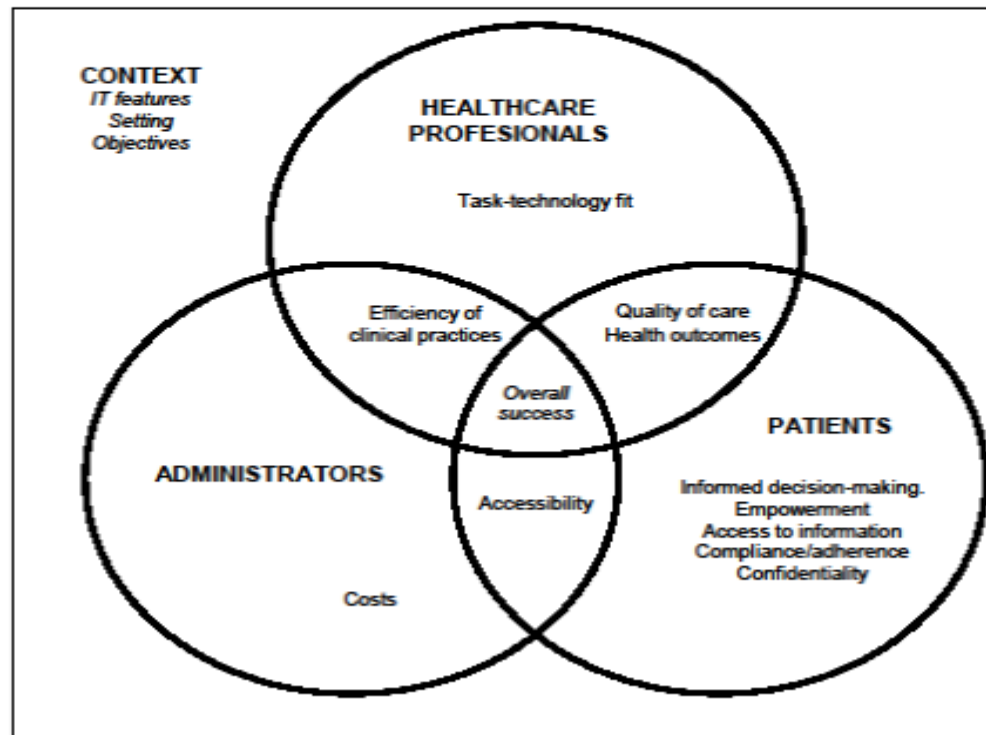 CONTEXT
IT features
Setting
Objectives
HEALTHCARE
PROFESIONALS
Task-technology fit
Efficiency of
clinical practices
Quality of care
Health outcomes
Overall
success
ADMINISTRATORS
Costs
Accessibility
PATIENTS
Informed decision-making.
Empowerment
Access to information
Compliance/adherence
Confidentiality